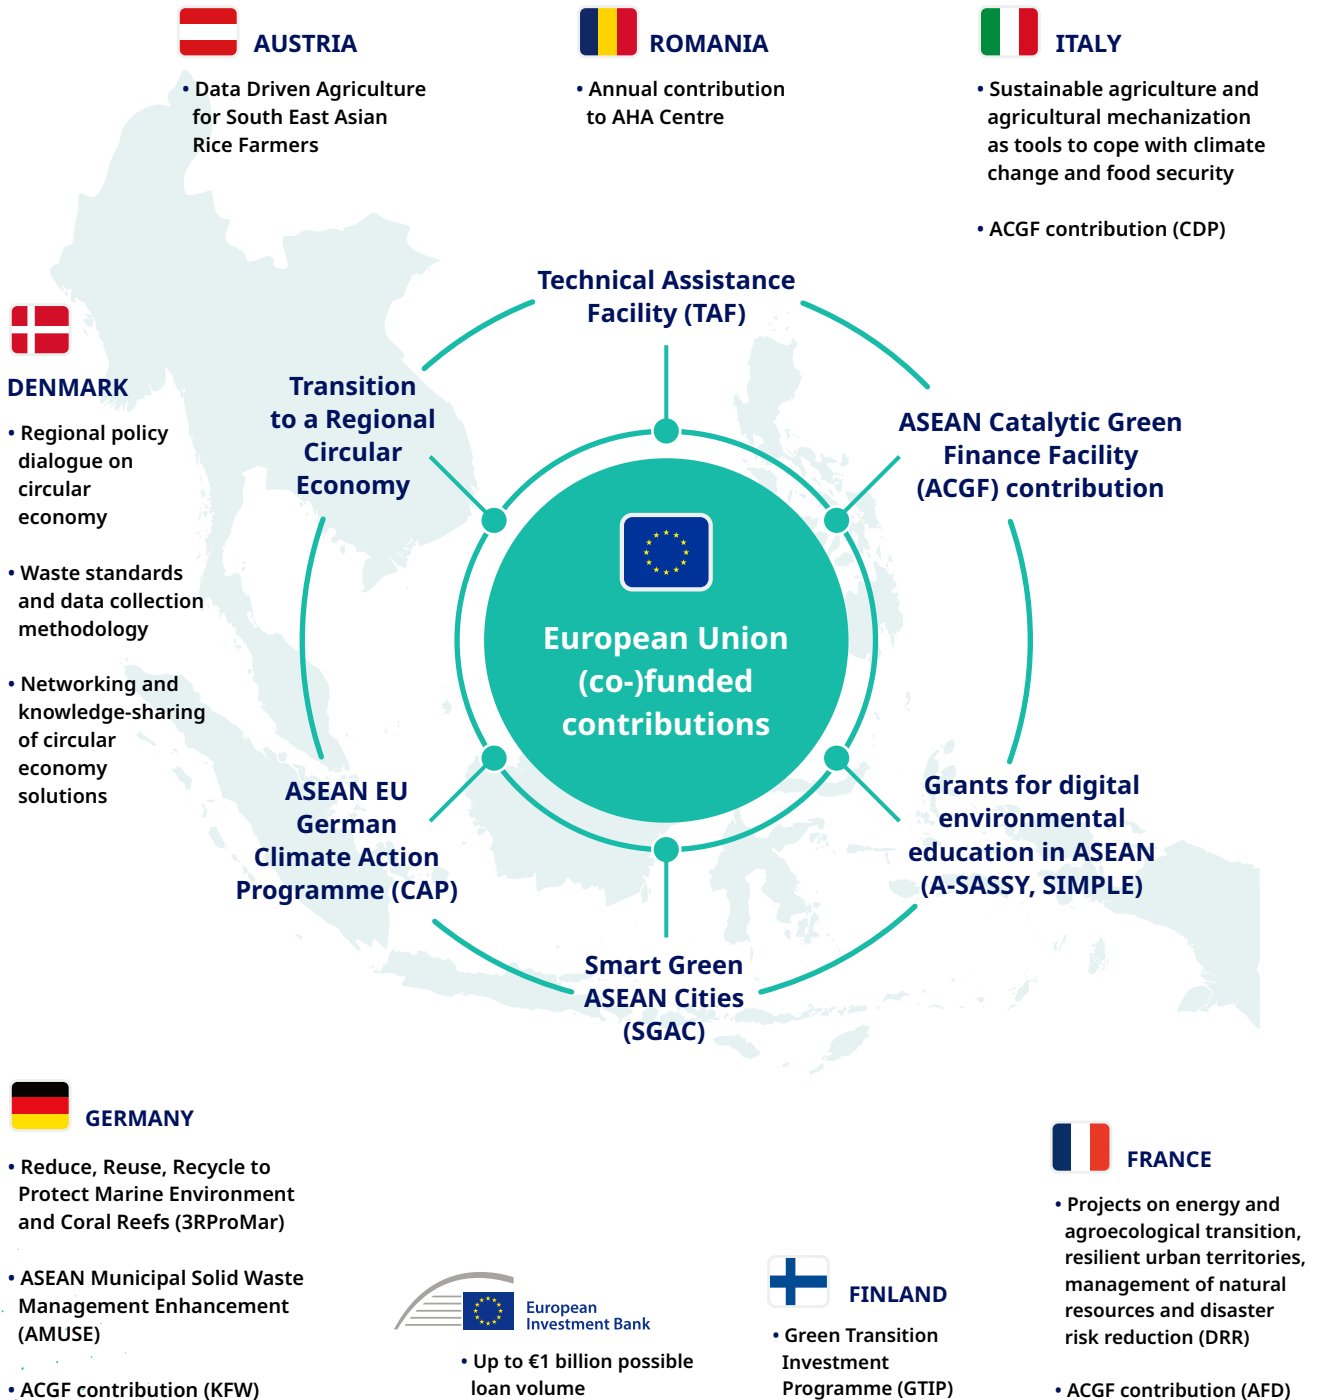 AUSTRIA
• Data Driven Agriculture
for South East Asian
Rice Farmers
ROMANIA
• Annual contribution
to AHA Centre
ITALY
• Sustainable agriculture and
agricultural mechanization
as tools to cope with climate
change and food security
• ACGF contribution (CDP)
DENMARK
• Regional policy
dialogue on
circular
economy
• Waste standards
and data collection
methodology
• Networking and
knowledge-sharing
of circular
economy
solutions
Technical Assistance
Facility (TAF)
Transition
to a Regional
Circular
Economy
ASEAN Catalytic Green
Finance Facility
(ACGF) contribution
European Union
(co-)funded
contributions
ASEAN EU
German
Climate Action
Programme (CAP)
Grants for digital
environmental
education in ASEAN
(A-SASSY, SIMPLE)
Smart Green
ASEAN Cities
(SGAC)
GERMANY
• Reduce, Reuse, Recycle to
Protect Marine Environment
and Coral Reefs (3RProMar)
• ASEAN Municipal Solid Waste
Management Enhancement
(AMUSE)
• ACGF contribution (KFW)
European
Investment Bank
• Up to €1 billion possible
loan volume
FINLAND
• Green Transition
Investment
Programme (GTIP)
FRANCE
• Projects on energy and
agroecological transition,
resilient urban territories,
management of natural
resources and disaster
risk reduction (DRR)
• ACGF contribution (AFD)